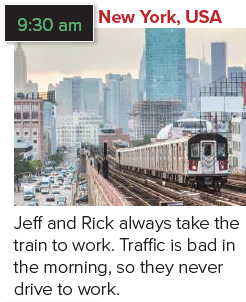 9:30 am
New York, USA
Jeff and Rick always take the
train to work. Traffic is bad in
the morning, so they never
drive to work.